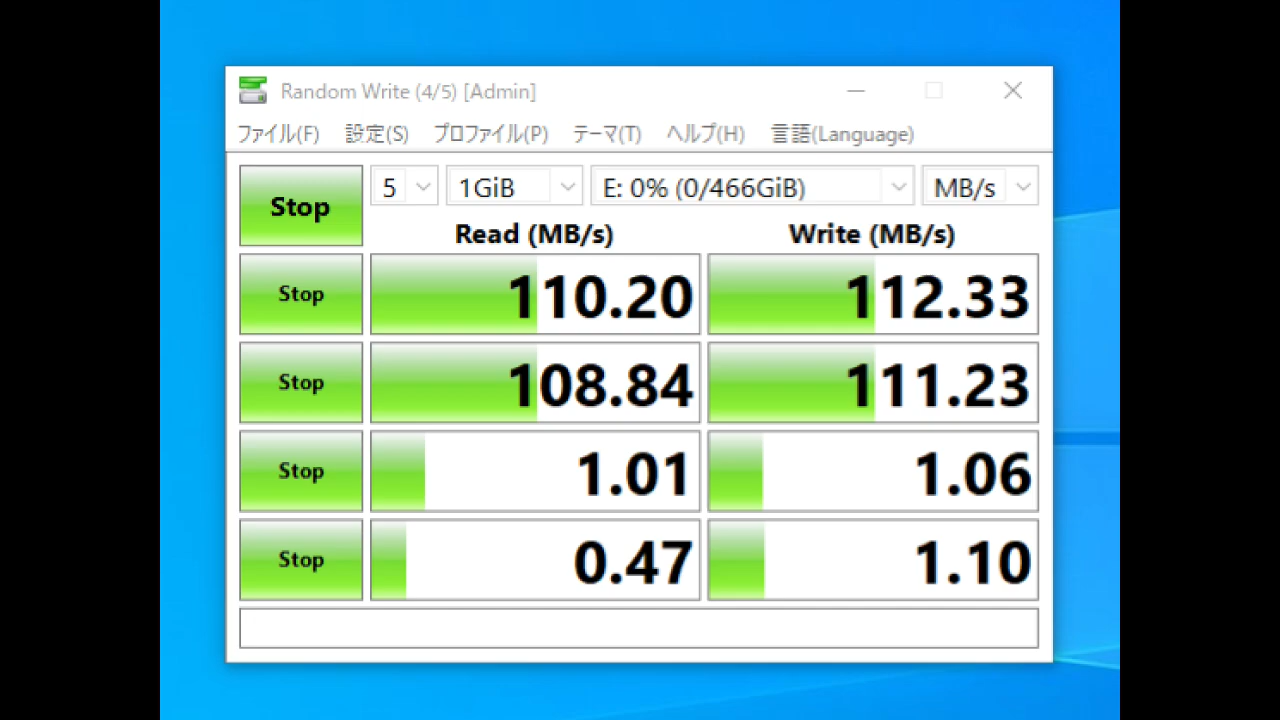 Random Write (4/5) [Admin]
ファイル(F) 設定(S) プロファイル(P) テーマ(T) ヘルプ(H) 言語(Language)
Stop 5 1GiB E: 0% (0/466GiB) MB/s
Read (MB/s) Write (MB/s)
Stop 110.20 112.33
Stop 108.84 111.23
Stop 1.01 1.06
Stop 0.47 1.10